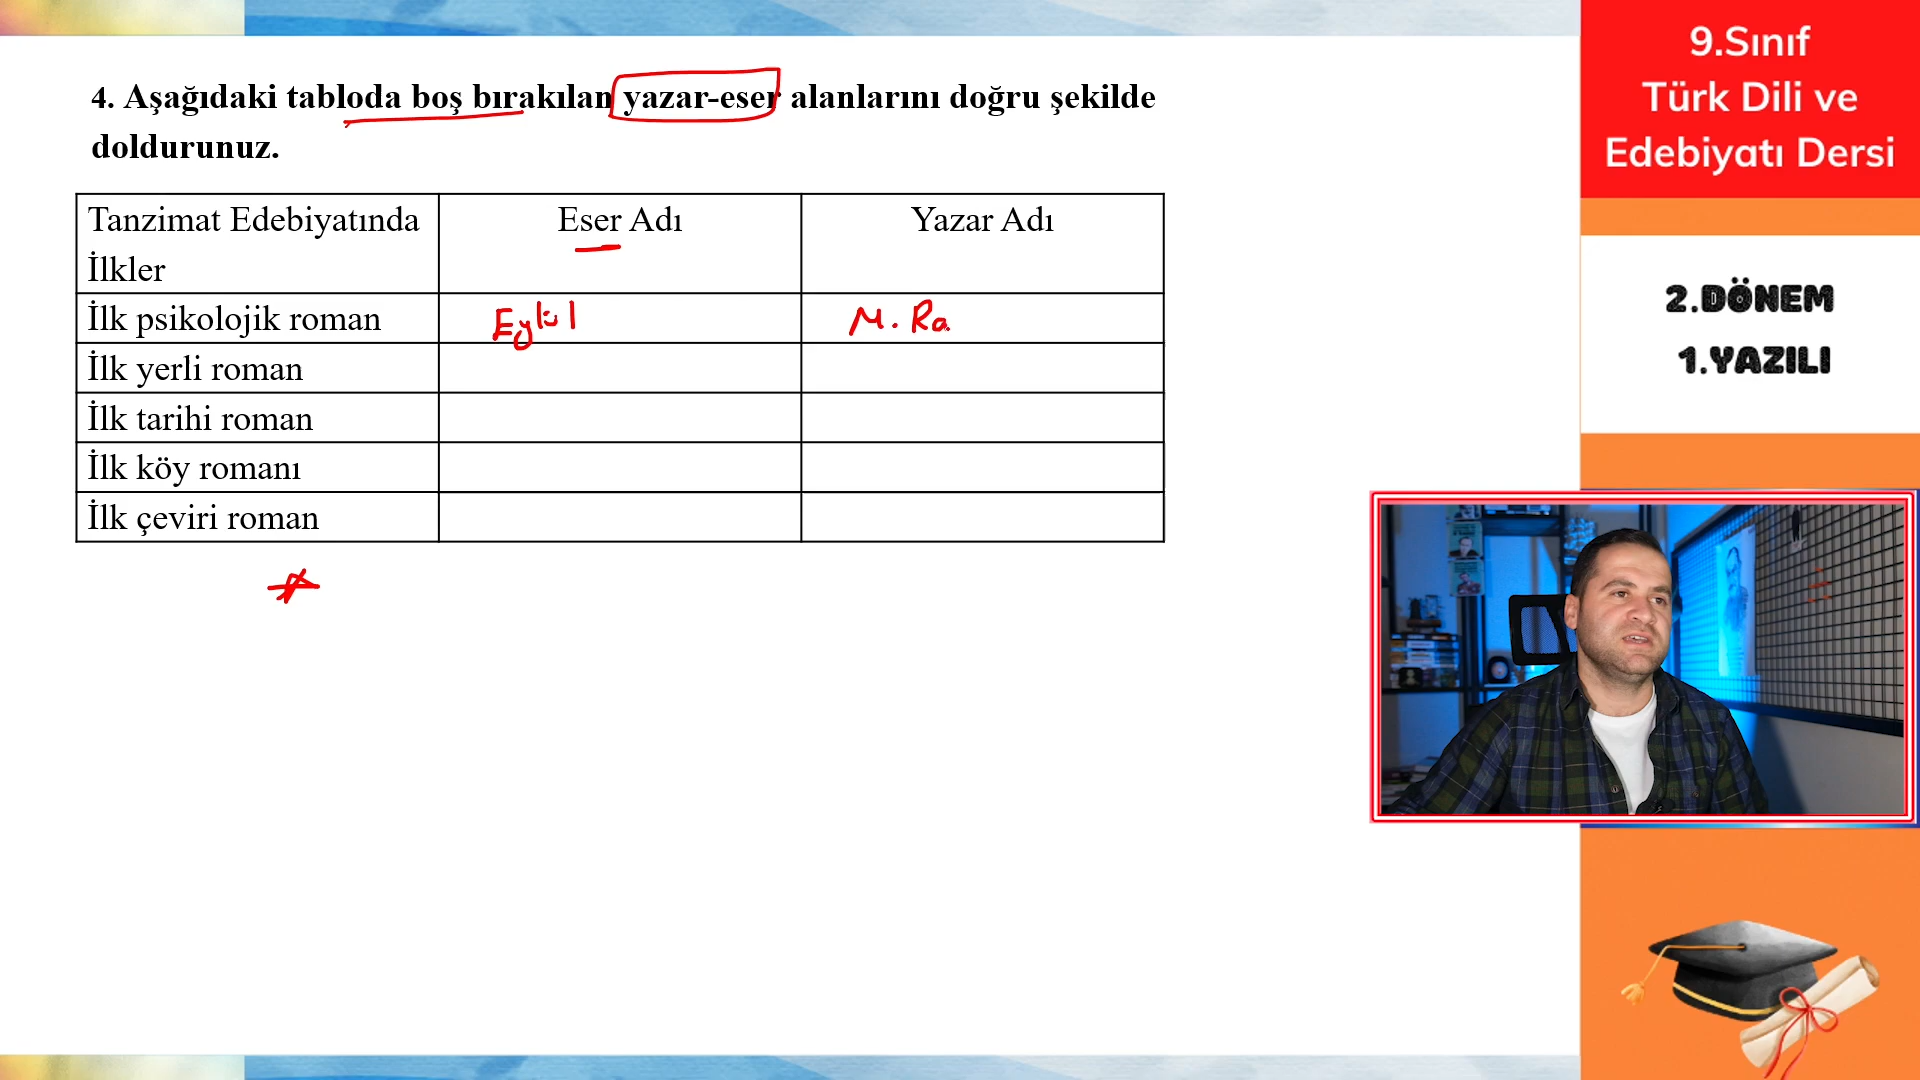 4. Aşağıdaki tabloda boş bırakılan yazar-eser alanlarını doğru şekilde
doldurunuz.
Tanzimat Edebiyatında Eser Adı Yazar Adı
İlkler
İlk psikolojik roman Eylül M. Ra
İlk yerli roman
İlk tarihi roman
İlk köy romanı
İlk çeviri roman
9.Sınıf
Türk Dili ve
Edebiyatı Dersi
2.DÖNEM
1.YAZILI